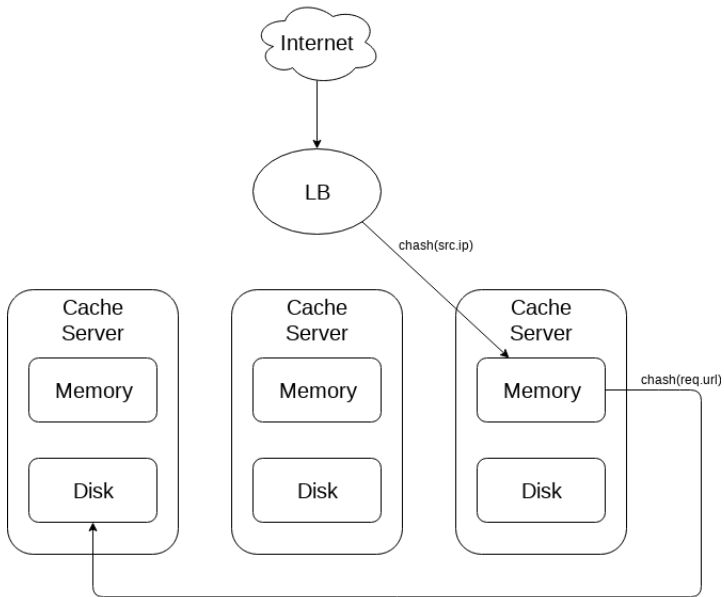 Internet
LB
chash(src.ip)
Cache
Server
Cache
Server
Cache
Server
Memory
Memory
Memory
chash(req.url)
Disk
Disk
Disk